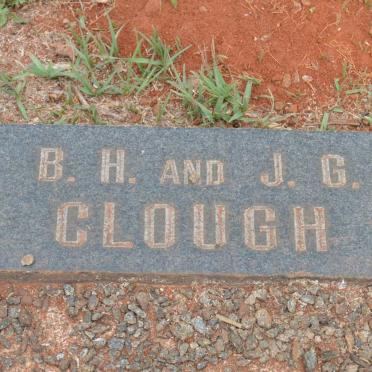 B. H. AND J. G.
CLOUGH